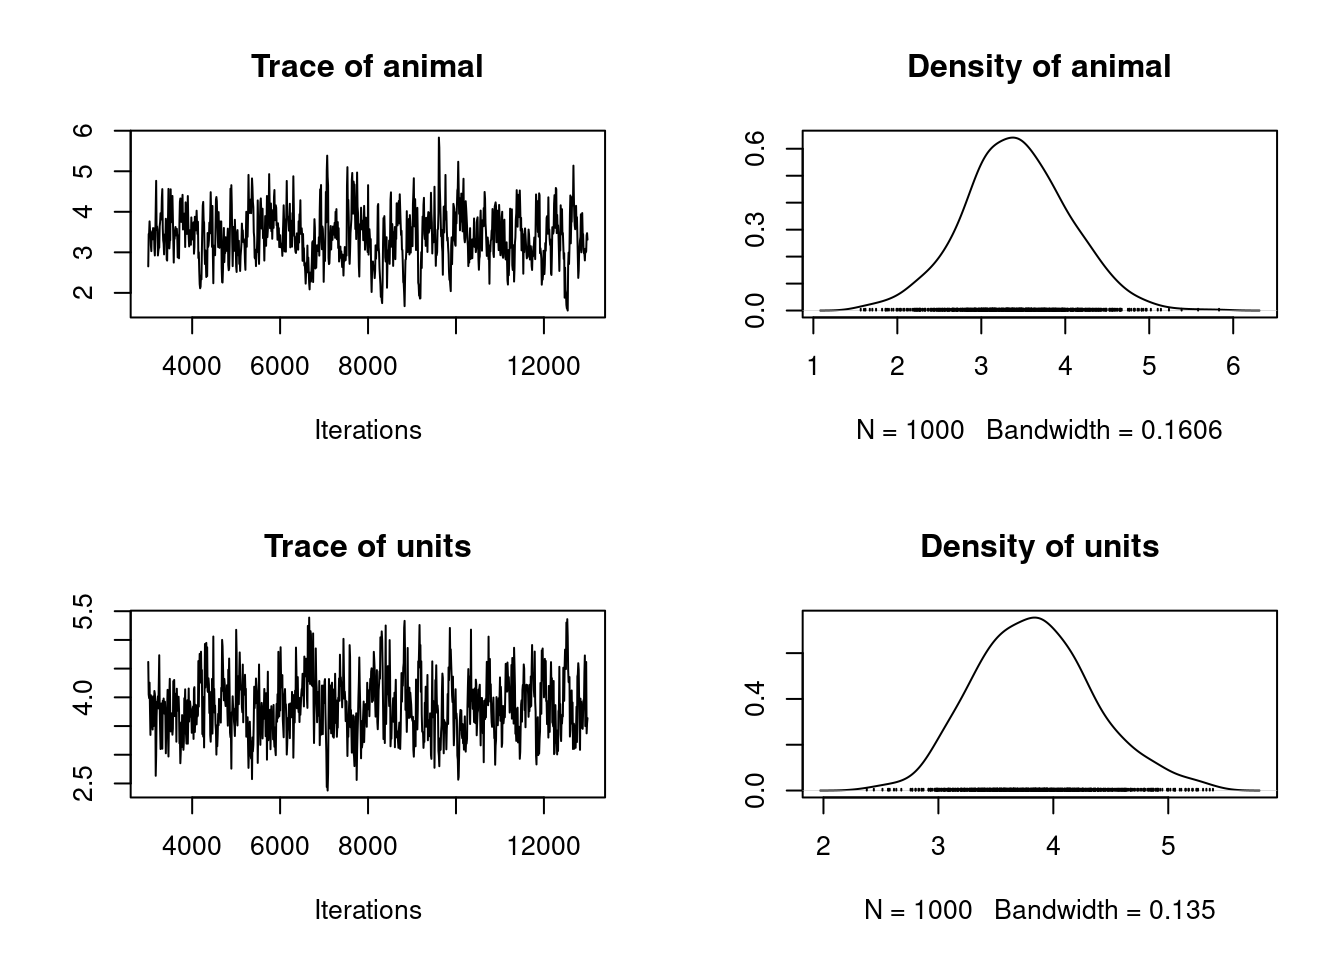 Trace of animal
6
5
4
3
2
4000 6000 8000 12000
Iterations
Density of animal
0.6
0.3
0.0
1 2 3 4 5 6
N = 1000 Bandwidth = 0.1606
Trace of units
5.5
4.0
2.5
4000 6000 8000 12000
Iterations
Density of units
0.4
0.0
2 3 4 5
N = 1000 Bandwidth = 0.135